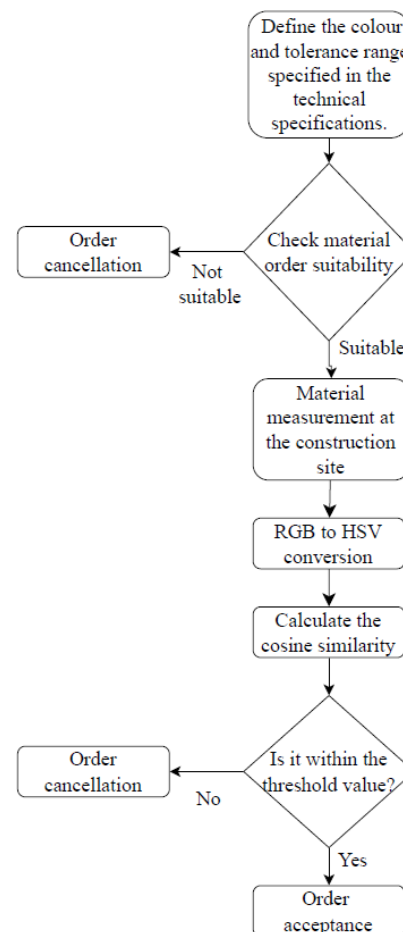 Define the colour
and tolerance range
specified in the
technical
specifications.
Check material
order suitability
Order
cancellation
Not
suitable
Suitable
Material
measurement at
the construction
site
RGB to HSV
conversion
Calculate the
cosine similarity
Is it within the
threshold value?
Order
cancellation
No
Yes
Order
acceptance